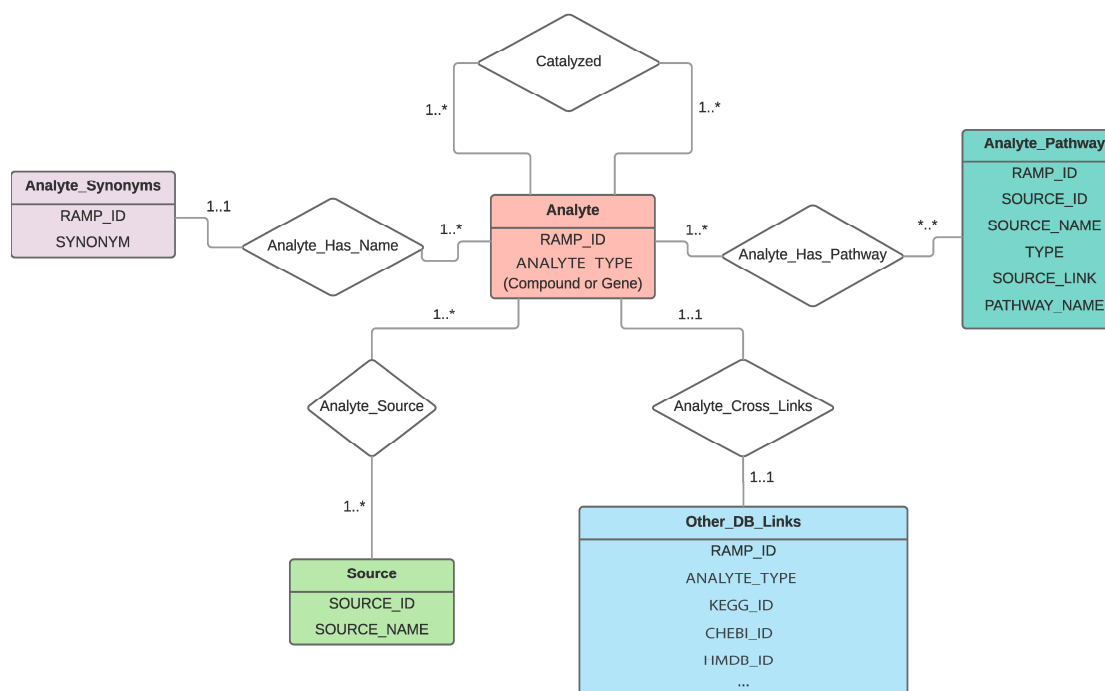 Catalyzed
1..*
1..*
Analyte_Pathway
RAMP_ID
SOURCE_ID
SOURCE_NAME
TYPE
SOURCE_LINK
PATHWAY_NAME
Analyte_Synonyms
RAMP_ID
SYNONYM
1..1
Analyte_Has_Name
1..*
Analyte
RAMP_ID
ANALYTE TYPE
(Compound or Gene)
1..*
Analyte_Has_Pathway
*..*
1..*
1..1
Analyte_Source
Analyte_Cross_Links
1..*
1..1
Source
SOURCE_ID
SOURCE_NAME
Other_DB_Links
RAMP_ID
ANALYTE_TYPE
KEGG_ID
CHEBI_ID
HMDB_ID
...